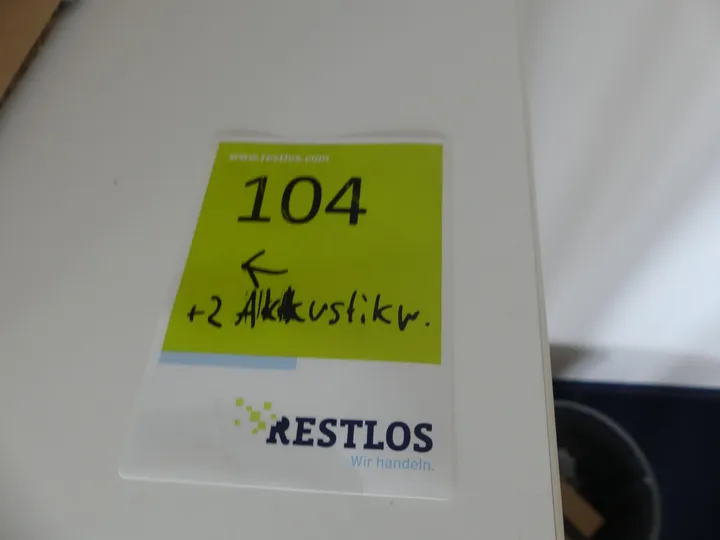 www.restlos.com
104
←
+2 Akkustikw.
RESTLOS
Wir handeln.